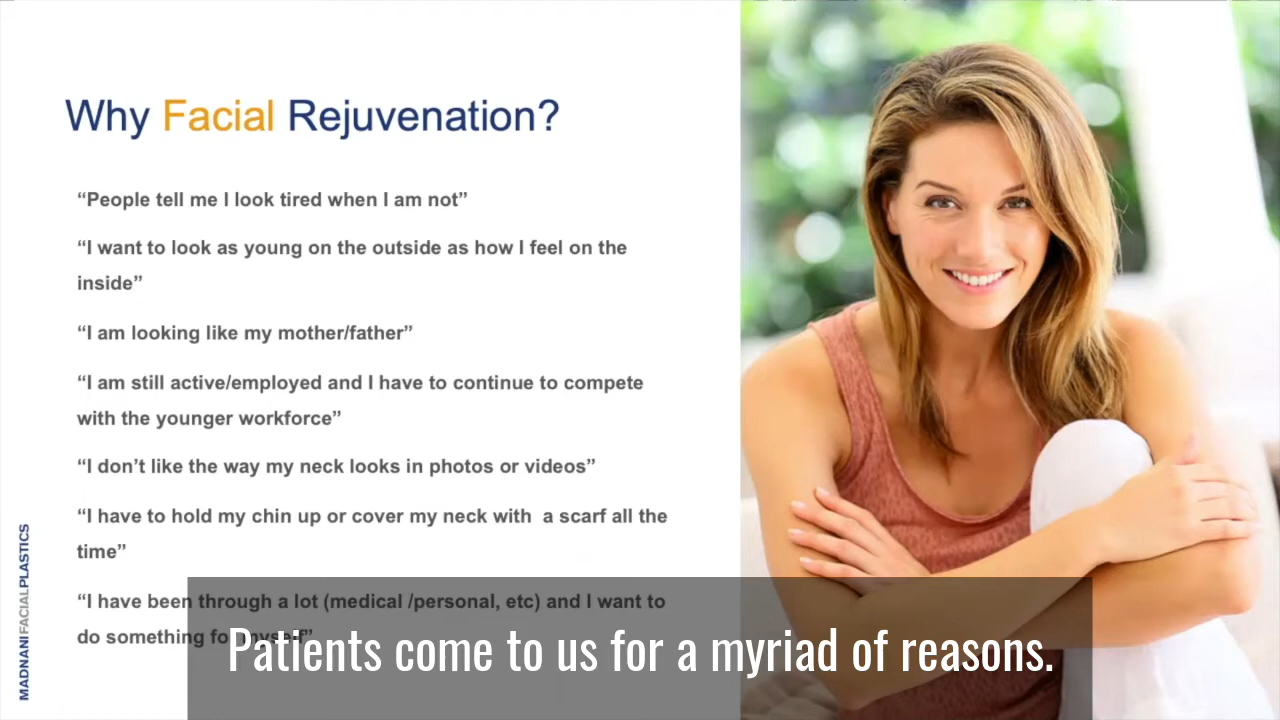 Why Facial Rejuvenation?
“People tell me I look tired when I am not”
“I want to look as young on the outside as how I feel on the
inside”
“I am looking like my mother/father”
“I am still active/employed and I have to continue to compete
with the younger workforce”
“I don’t like the way my neck looks in photos or videos”
“I have to hold my chin up or cover my neck with  a scarf all the
time”
“I have been through a lot (medical /personal, etc) and I want to
do something for myself”
Patients come to us for a myriad of reasons.
MADNANIFACIALPLASTICS